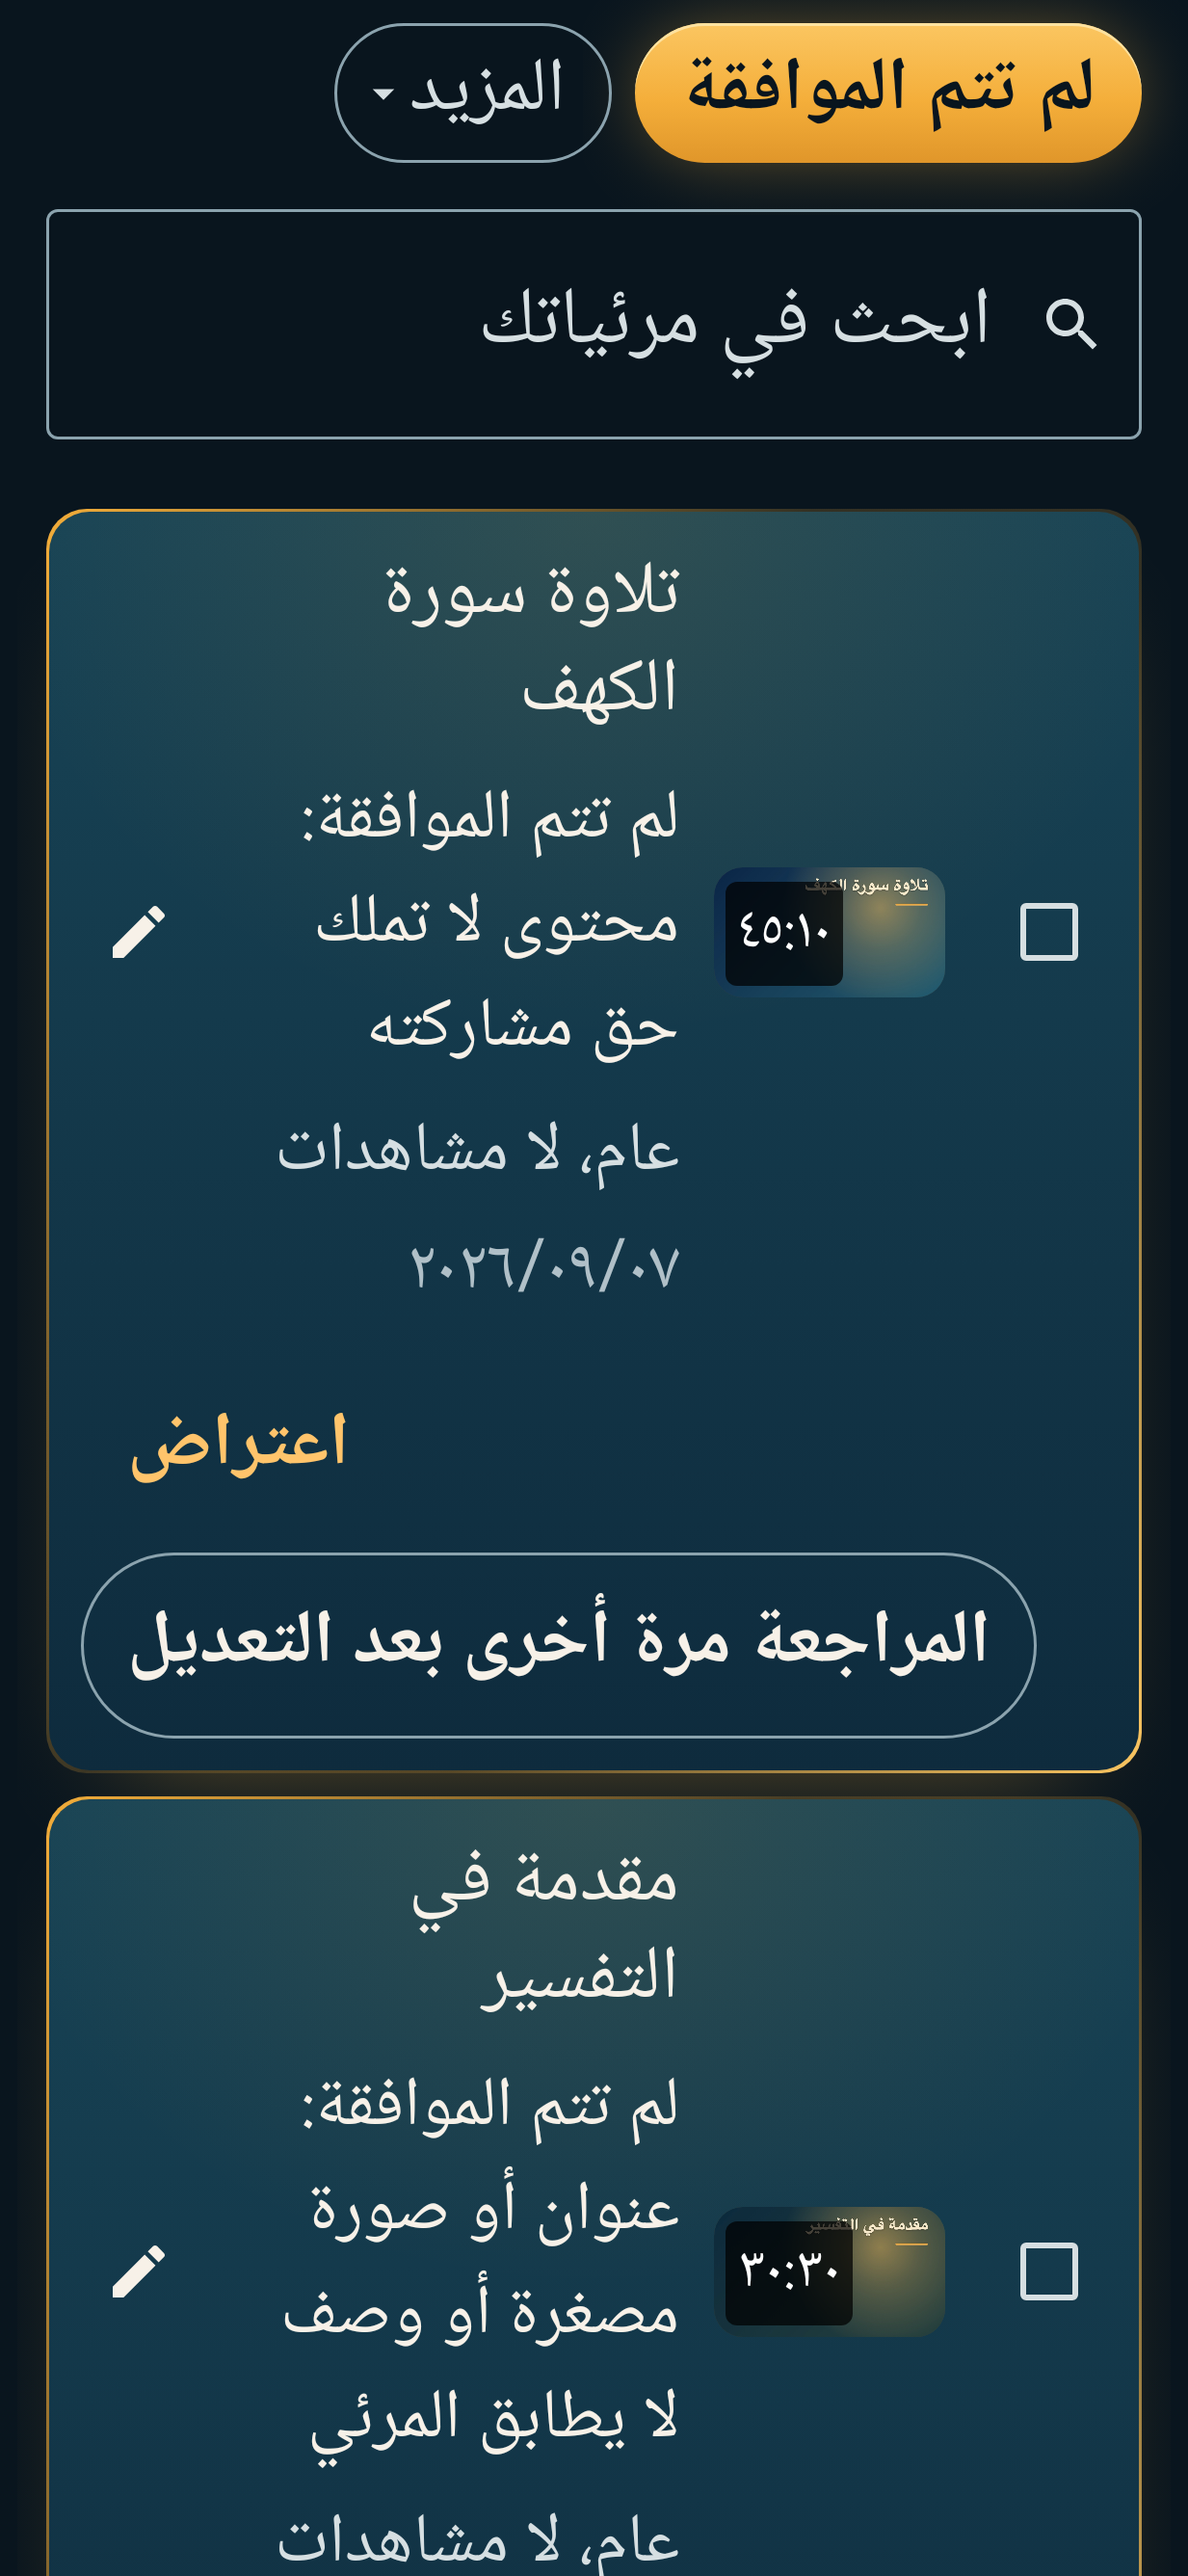 لم تتم الموافقة
المزيد
ابحث في مرئياتك
تلاوة سورة
الكهف
لم تتم الموافقة:
محتوى لا تملك
حق مشاركته
عام، لا مشاهدات
٢٠٢٦/٠٩/٠٧
تلاوة سورة الكهف
٤٥:١٠
اعتراض
المراجعة مرة أخرى بعد التعديل
مقدمة في
التفسير
لم تتم الموافقة:
عنوان أو صورة
مصغرة أو وصف
لا يطابق المرئي
عام، لا مشاهدات
مقدمة في التفسير
٣٠:٣٠